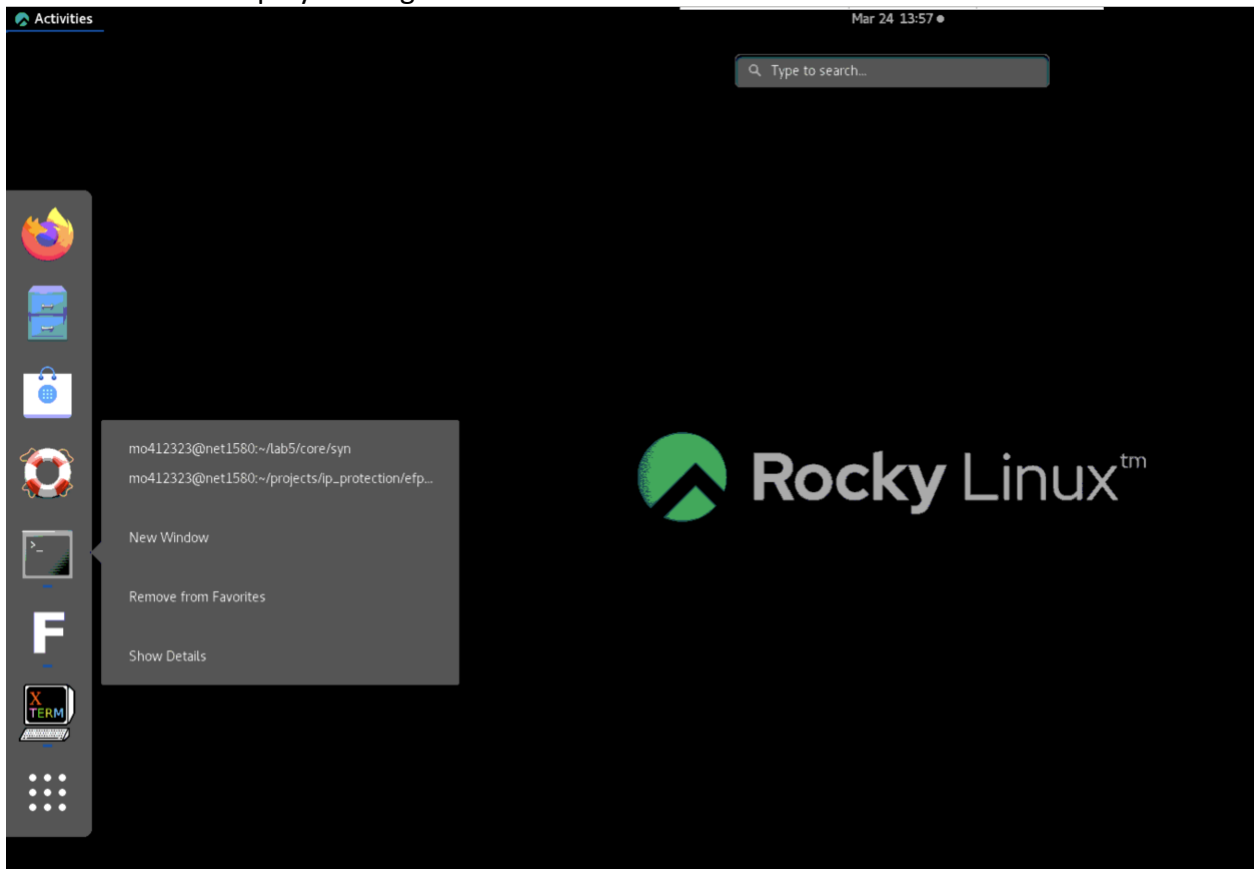 Activities
Mar 24 13:57
Type to search...
mo412323@net1580:~/lab5/core/syn
mo412323@net1580:~/projects/ip_protection/efp...
New Window
Remove from Favorites
Show Details
>_
F
X
TERM
Rocky Linux™